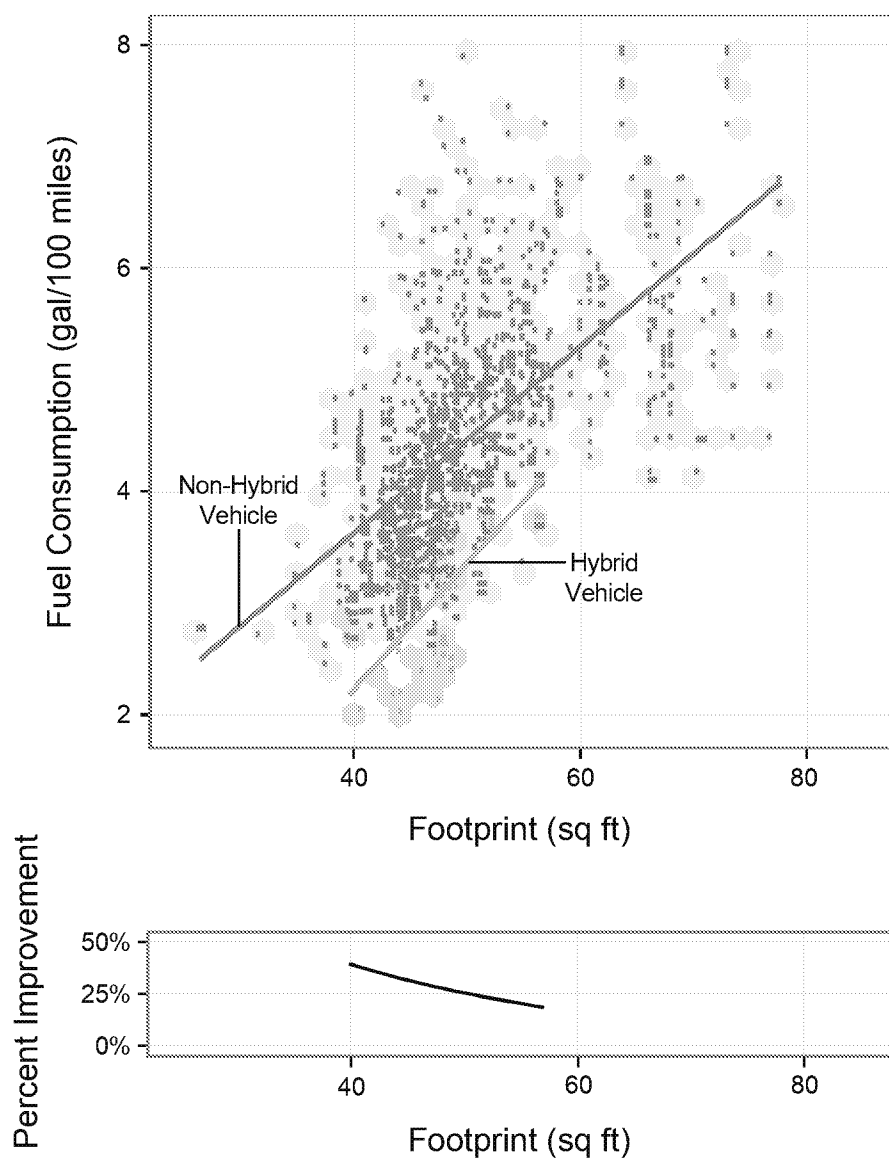 Fuel Consumption (gal/100 miles)
8
6
4
2
Non-Hybrid
Vehicle
Hybrid
Vehicle
40
60
80
Footprint (sq ft)
Percent Improvement
50%
25%
0%
40
60
80
Footprint (sq ft)